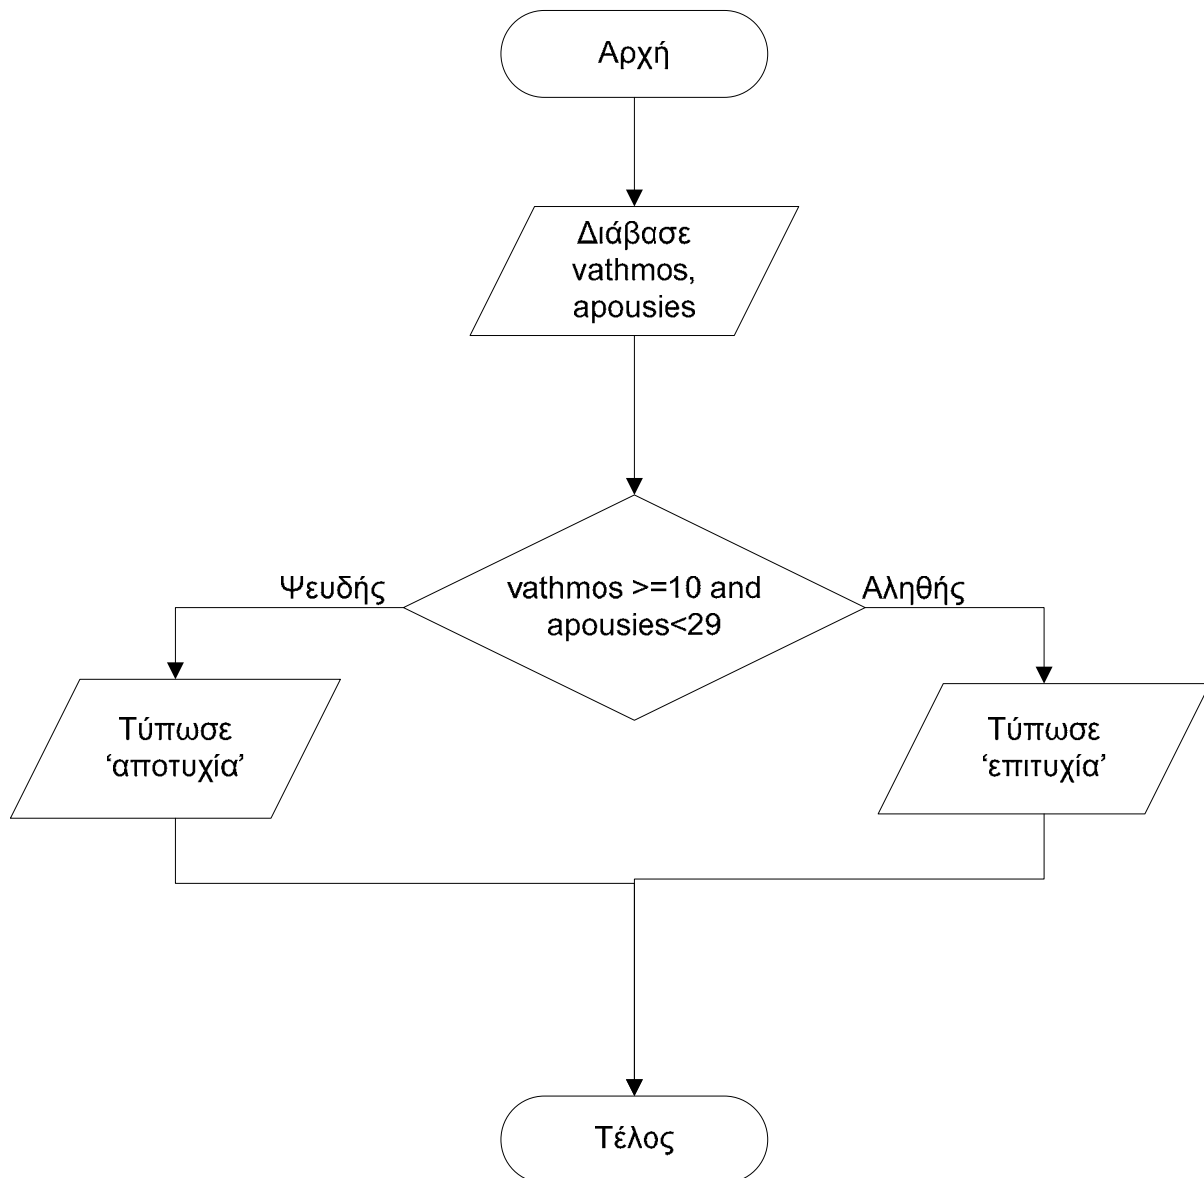 Αρχή
Διάβασε
vathmos,
apousies
Ψευδής
vathmos >=10 and
apousies<29
Αληθής
Τύπωσε
‘αποτυχία’
Τύπωσε
‘επιτυχία’
Τέλος